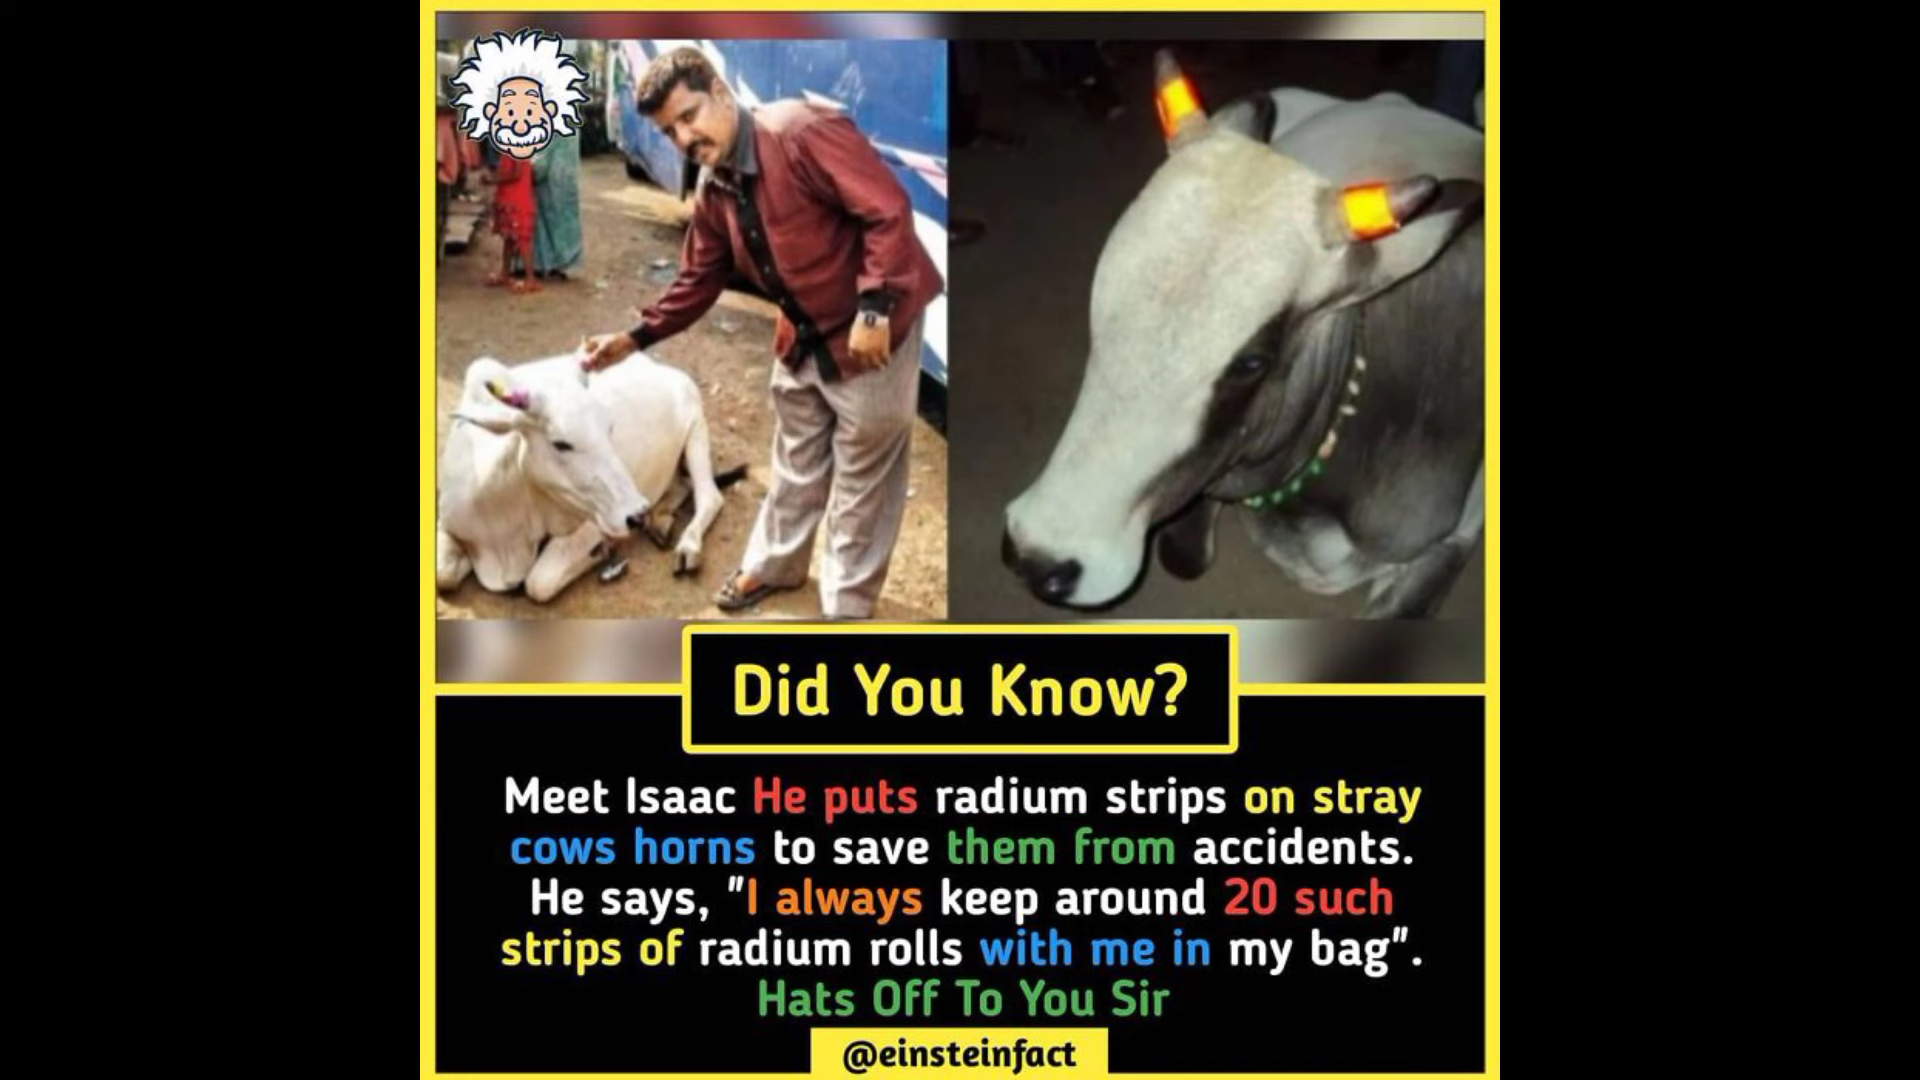 Did You Know?
Meet Isaac He puts radium strips on stray
cows horns to save them from accidents.
He says, "I always keep around 20 such
strips of radium rolls with me in my bag".
Hats Off To You Sir
@einsteinfact